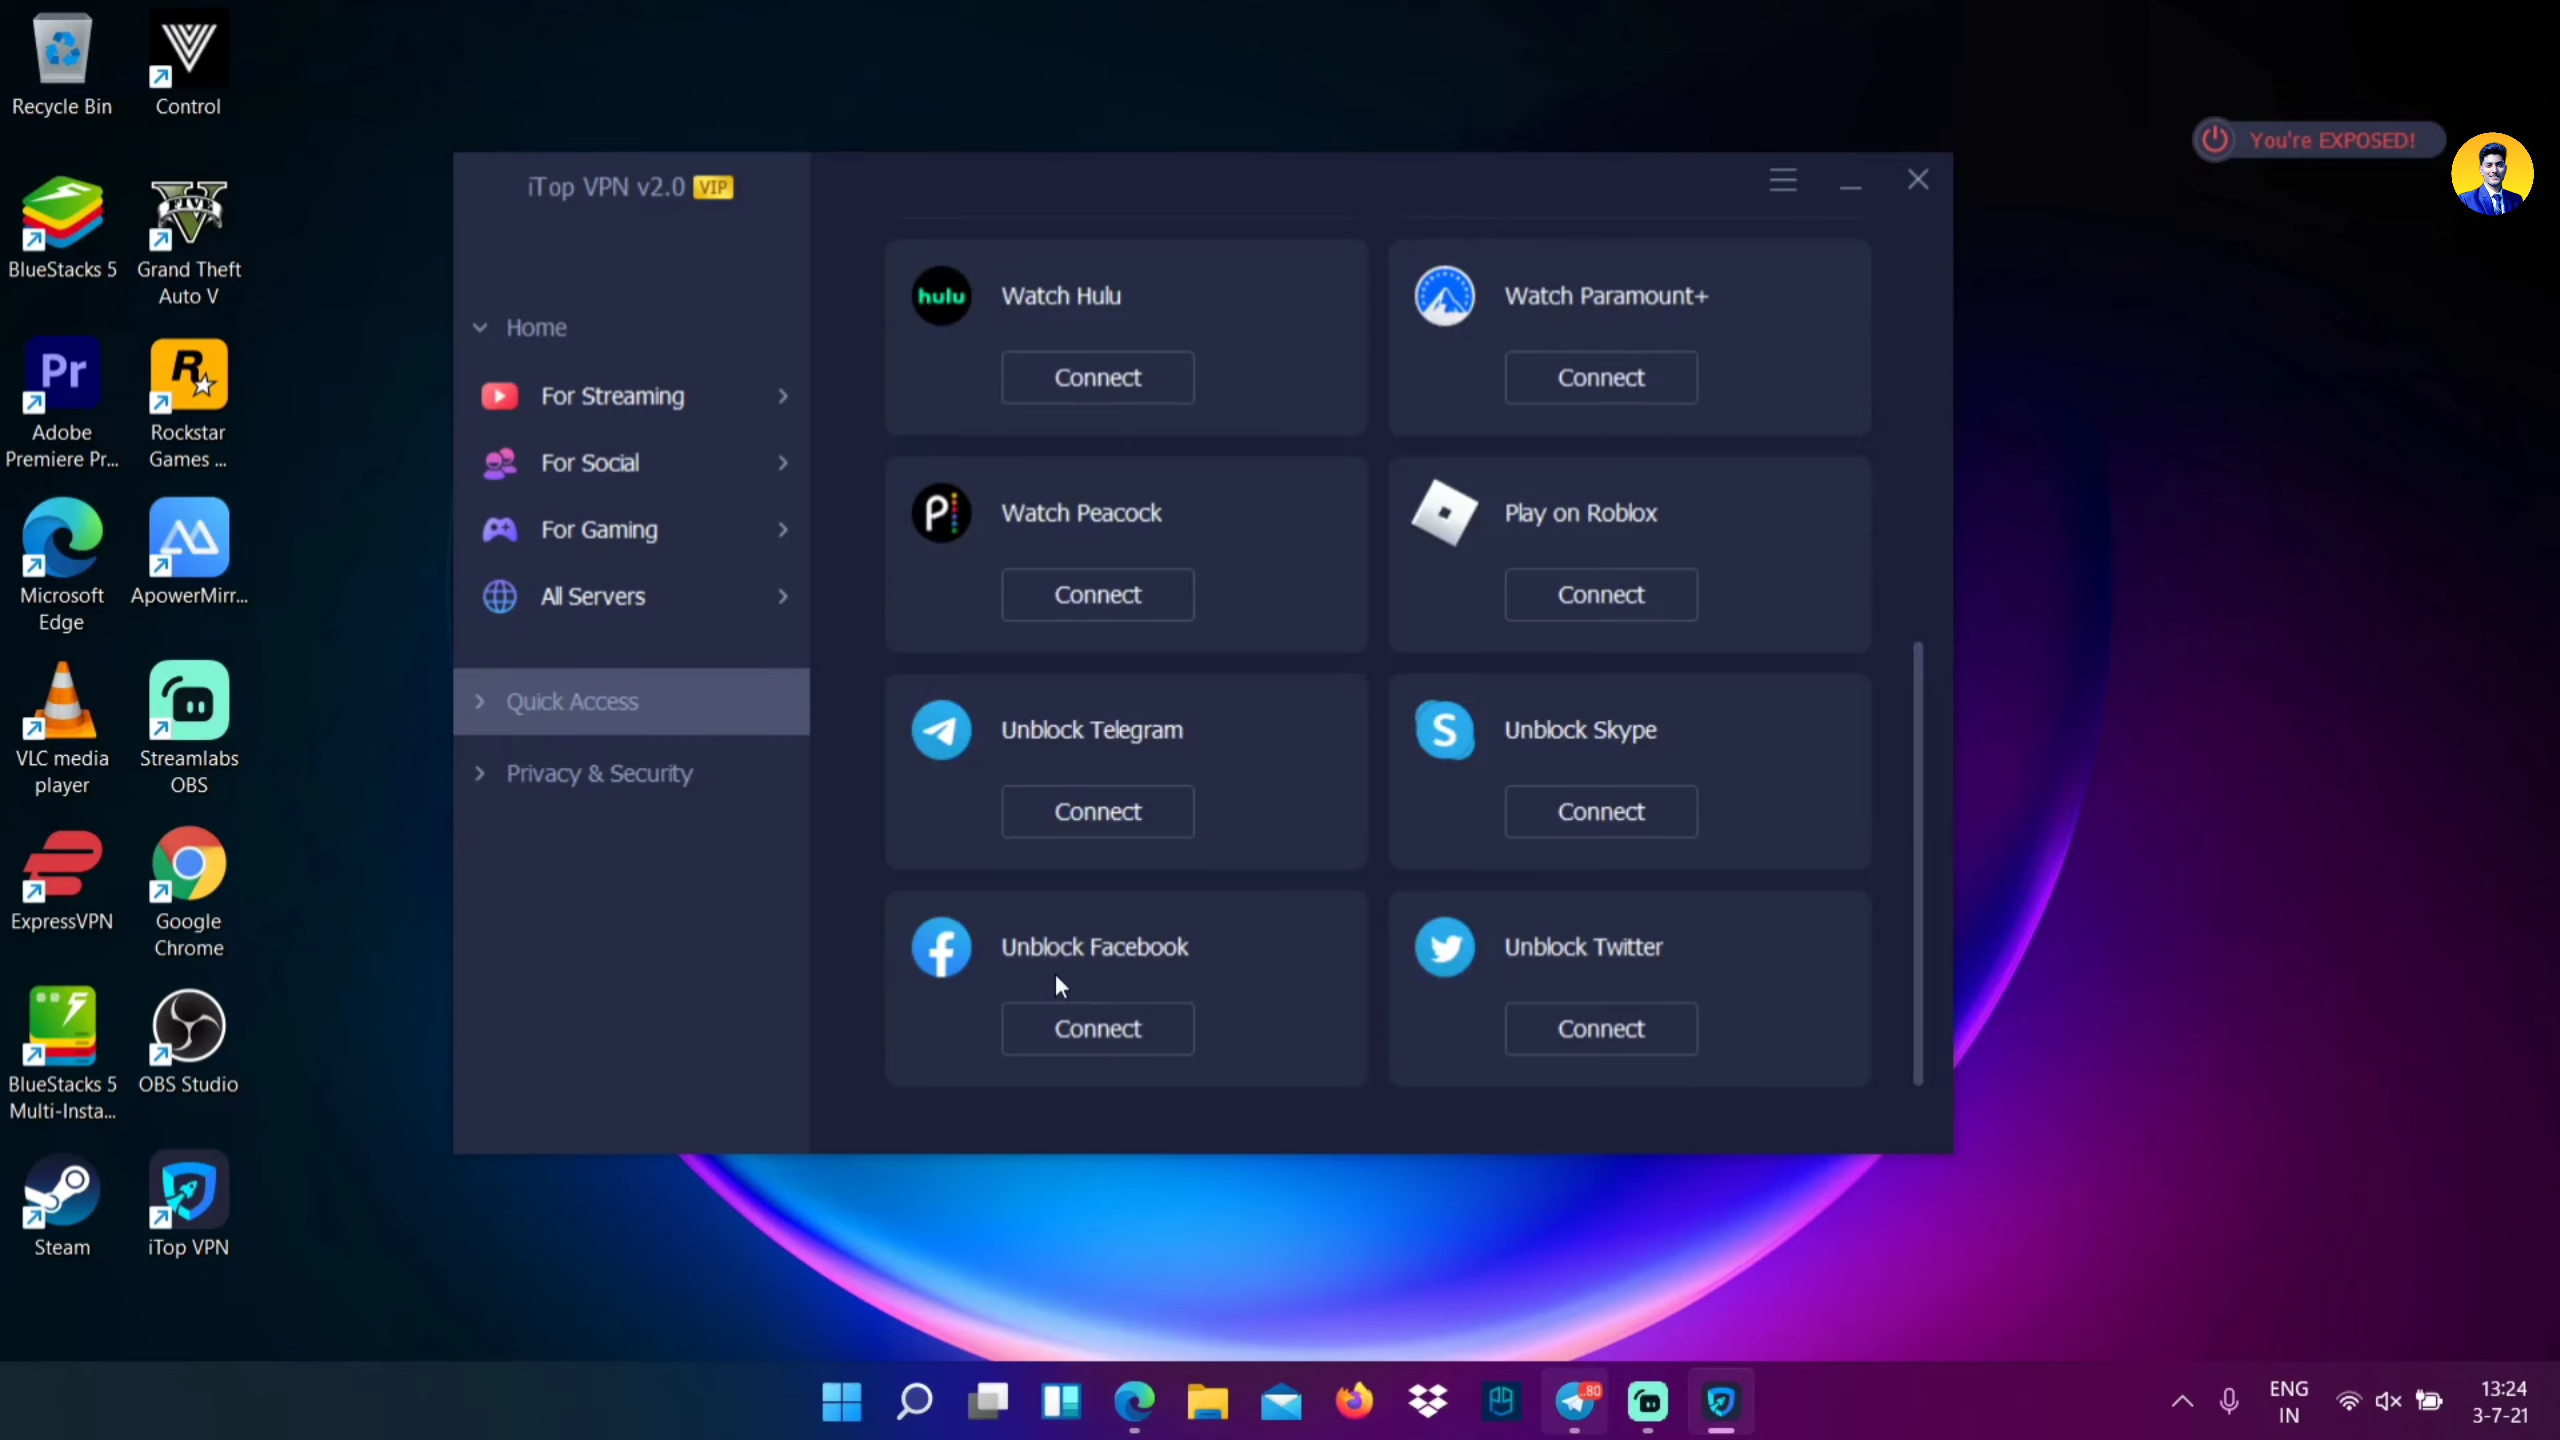 Recycle Bin
Control
BlueStacks 5
FIVE
Grand Theft
Auto V
Pr
Adobe
Premiere Pr...
R
Rockstar
Games ...
Microsoft
Edge
ApowerMirr...
VLC media
player
Streamlabs
OBS
ExpressVPN
Google
Chrome
BlueStacks 5
Multi-Insta...
OBS Studio
Steam
iTop VPN
You're EXPOSED!
iTop VPN v2.0 VIP
Home
For Streaming
For Social
For Gaming
All Servers
Quick Access
Privacy & Security
hulu
Watch Hulu
Connect
Watch Paramount+
Connect
P
Watch Peacock
Connect
Play on Roblox
Connect
Unblock Telegram
Connect
S
Unblock Skype
Connect
f
Unblock Facebook
Connect
Unblock Twitter
Connect
..80
ENG
IN
13:24
3-7-21